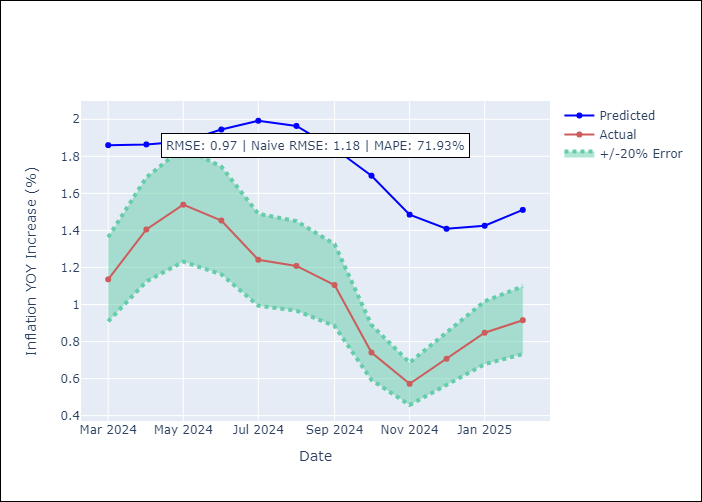 2
1.8
1.6
1.4
1.2
1
0.8
0.6
0.4
Inflation YOY Increase (%)
RMSE: 0.97 | Naive RMSE: 1.18 | MAPE: 71.93%
Predicted
Actual
+/-20% Error
Mar 2024
May 2024
Jul 2024
Sep 2024
Nov 2024
Jan 2025
Date